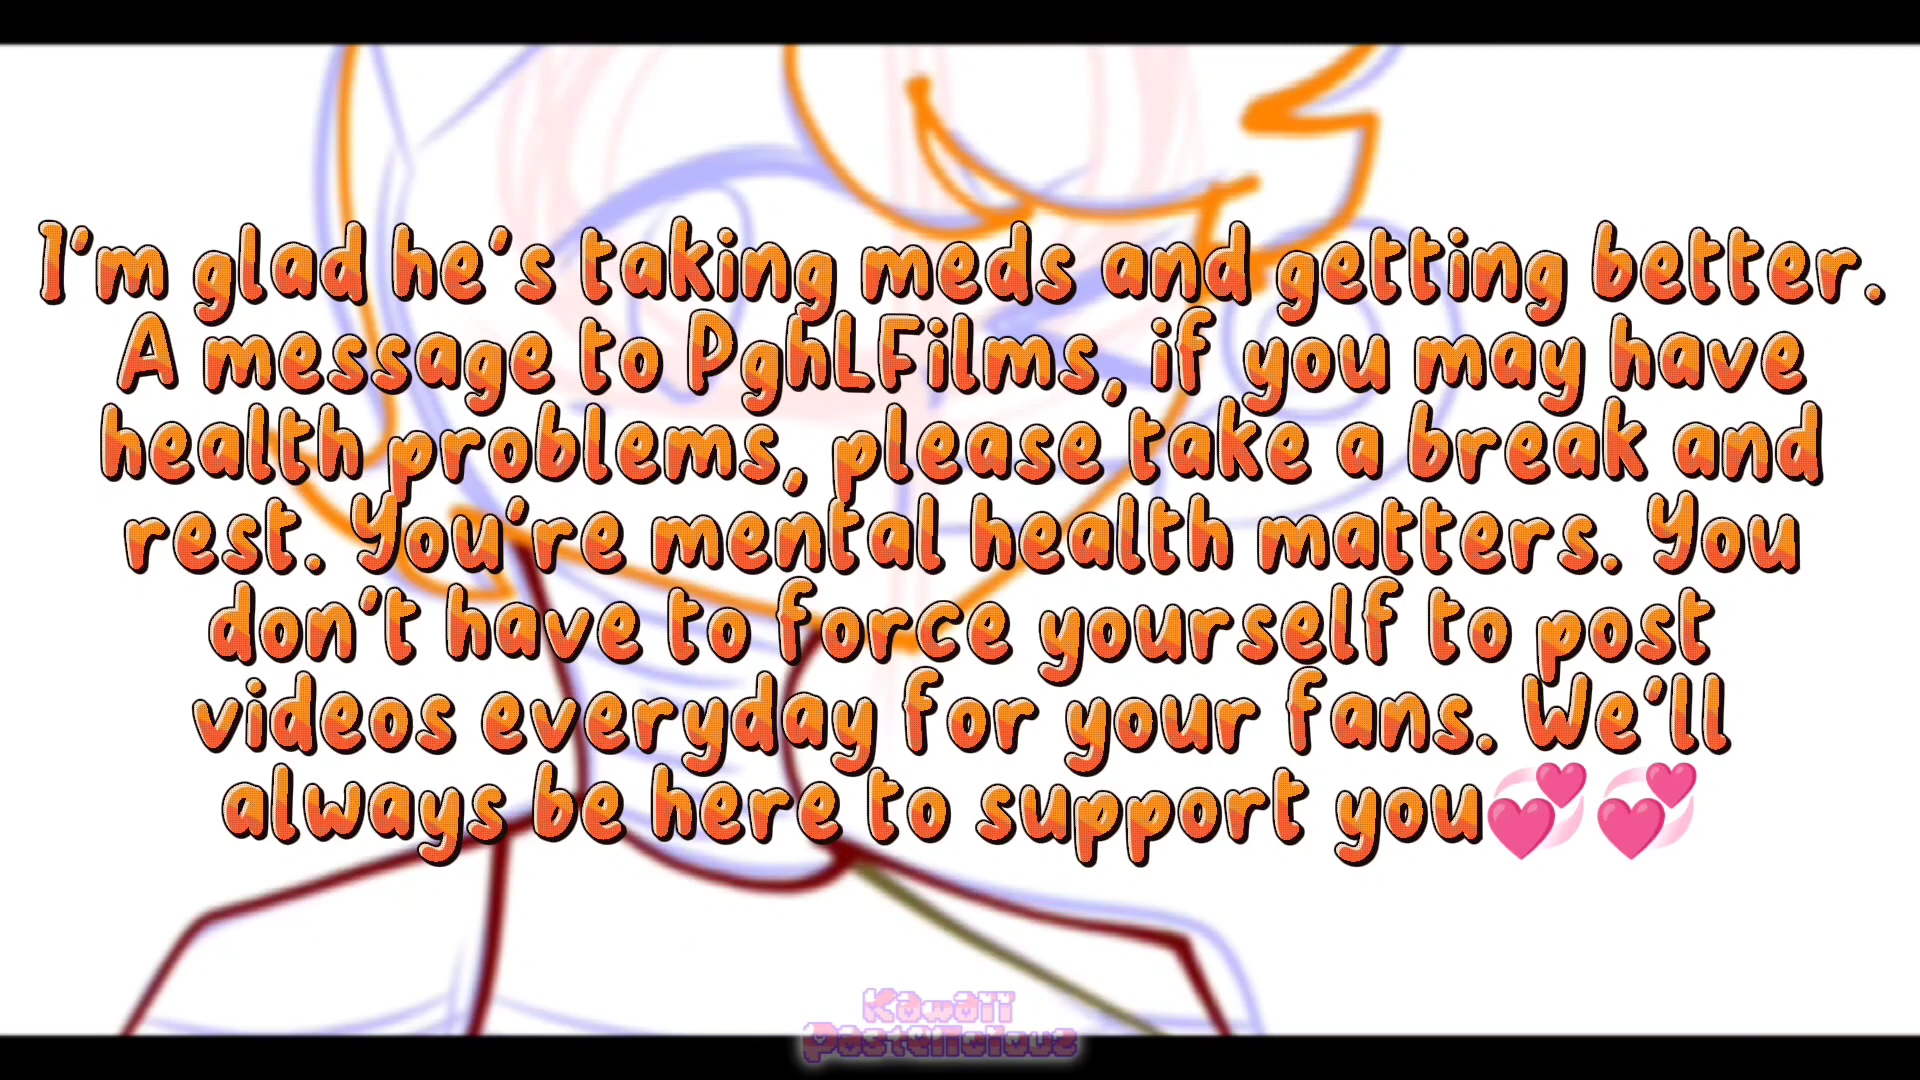 I'm glad he's taking meds and getting better.
A message to PghLFilms, if you may have
health problems, please take a break and
rest. You're mental health matters. You
don't have to force yourself to post
videos everyday for your fans. We'll
always be here to support you💞💞
Kawaii
Pastelicious